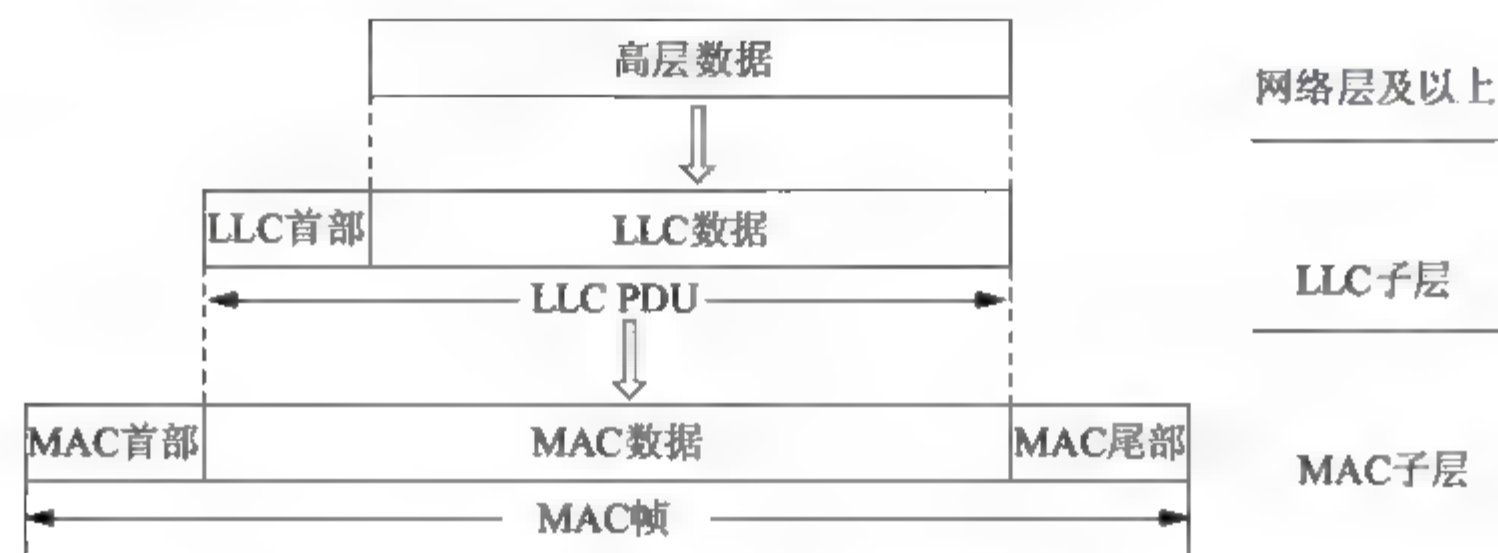 高层数据
网络层及以上
LLC首部
LLC数据
LLC子层
LLC PDU
MAC首部
MAC数据
MAC尾部
MAC子层
MAC帧